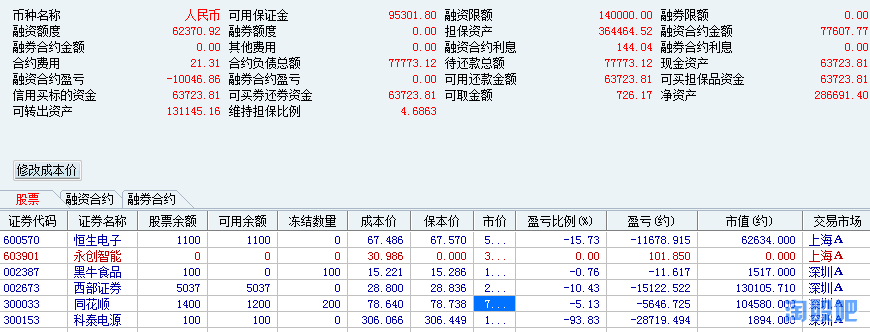 币种名称 人民币 可用保证金 95301.80 融资限额 140000.00 融券限额 0.00
融资额度 62370.92 融券额度 0.00 担保资产 364464.52 融资合约金额 77607.77
融券合约金额 0.00 其他费用 0.00 融资合约利息 144.04 融券合约利息 0.00
合约费用 21.31 合约负债总额 77773.12 待还款总额 77773.12 现金资产 63723.81
融资合约盈亏 -10046.86 融券合约盈亏 0.00 可用还款金额 63723.81 可买担保品资金 63723.81
信用买标的资金 63723.81 可买券还券资金 63723.81 可取金额 726.17 净资产 286691.40
可转出资产 131145.16 维持担保比例 4.6863
修改成本价
股票 融资合约 融券合约
证券代码 证券名称 股票余额 可用余额 冻结数量 成本价 保本价 市价 盈亏比例(%) 盈亏(约) 市值(约) 交易市场
600570 恒生电子 1100 1100 0 67.486 67.570 5... -15.73 -11678.915 62634.000 上海A
603901 永创智能 0 0 0 30.986 0.000 3... 0.00 101.850 0.000 上海A
002387 黑牛食品 100 0 100 15.221 15.286 1... -0.76 -11.617 1517.000 深圳A
002673 西部证券 5037 5037 0 28.800 28.836 2... -10.43 -15122.522 130105.710 深圳A
300033 同花顺 1400 1200 200 78.640 78.738 7... -5.13 -5646.725 104580.000 深圳A
300153 科泰电源 100 100 0 306.066 306.449 1... -93.83 -28719.494 1894.000 深圳A
淘股吧